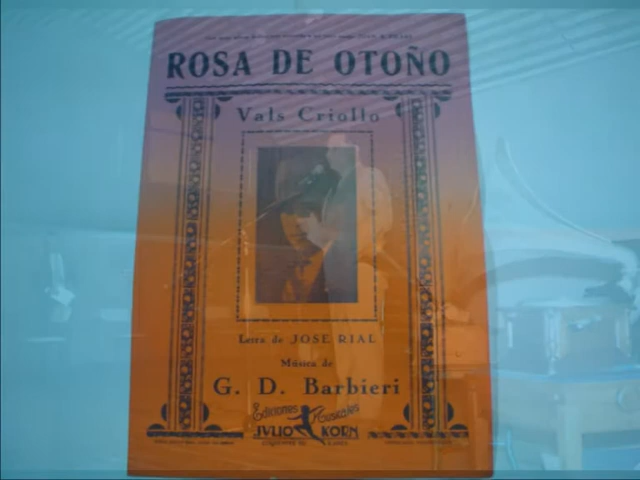 ROSA DE OTOÑO
Vals Criollo
Letra de JOSE RIAL
Música de
G. D. Barbieri
Ediciones Musicales
JULIO KORN